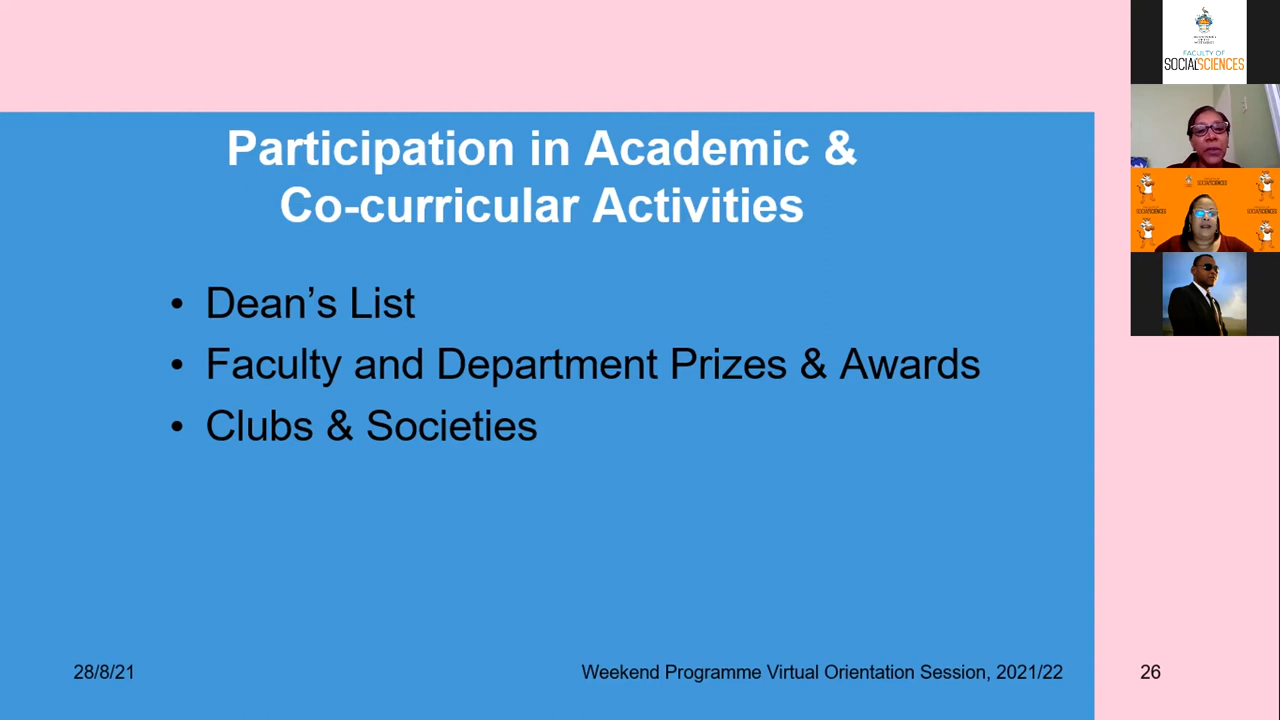 Participation in Academic &
Co-curricular Activities
• Dean’s List
• Faculty and Department Prizes & Awards
• Clubs & Societies
28/8/21
Weekend Programme Virtual Orientation Session, 2021/22
26
FACULTY OF
SOCIALSCIENCES
SOCIALSCIENCES